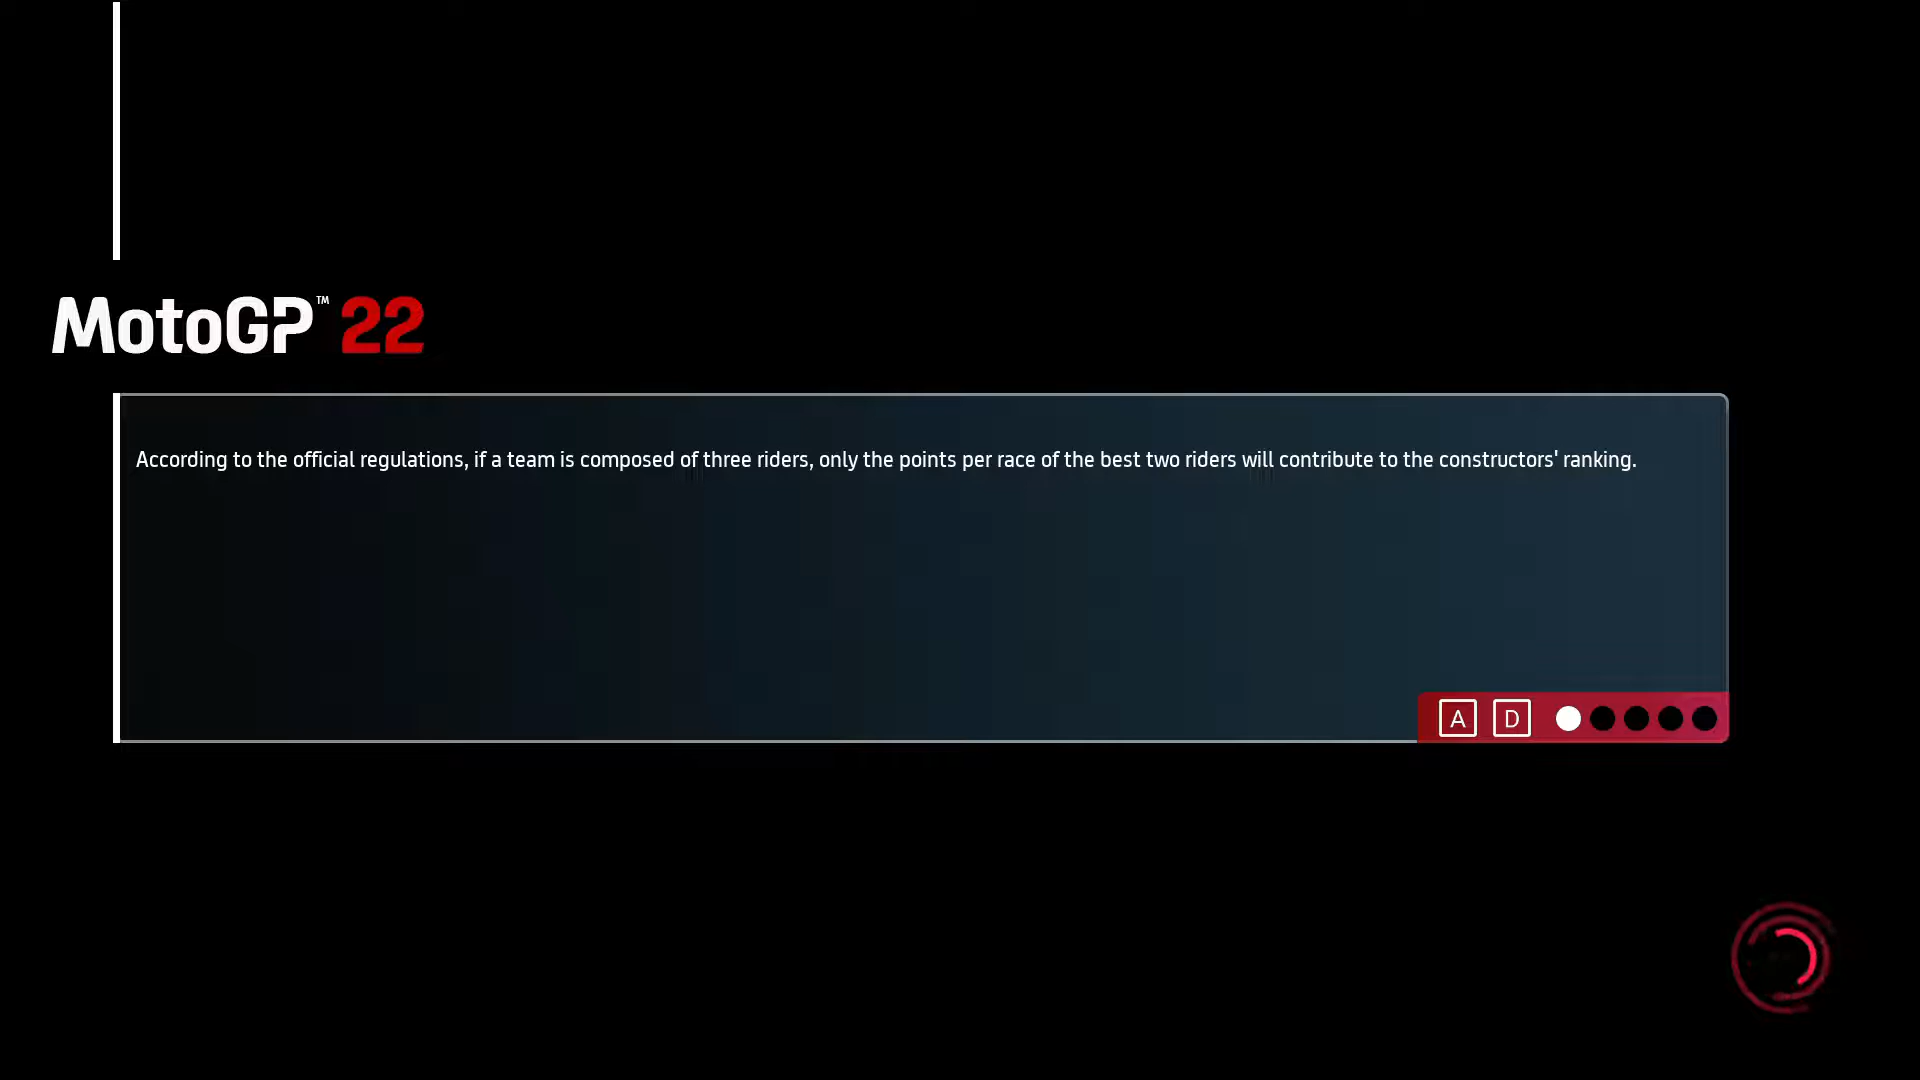 MotoGP™ 22
According to the official regulations, if a team is composed of three riders, only the points per race of the best two riders will contribute to the constructors' ranking.
A D